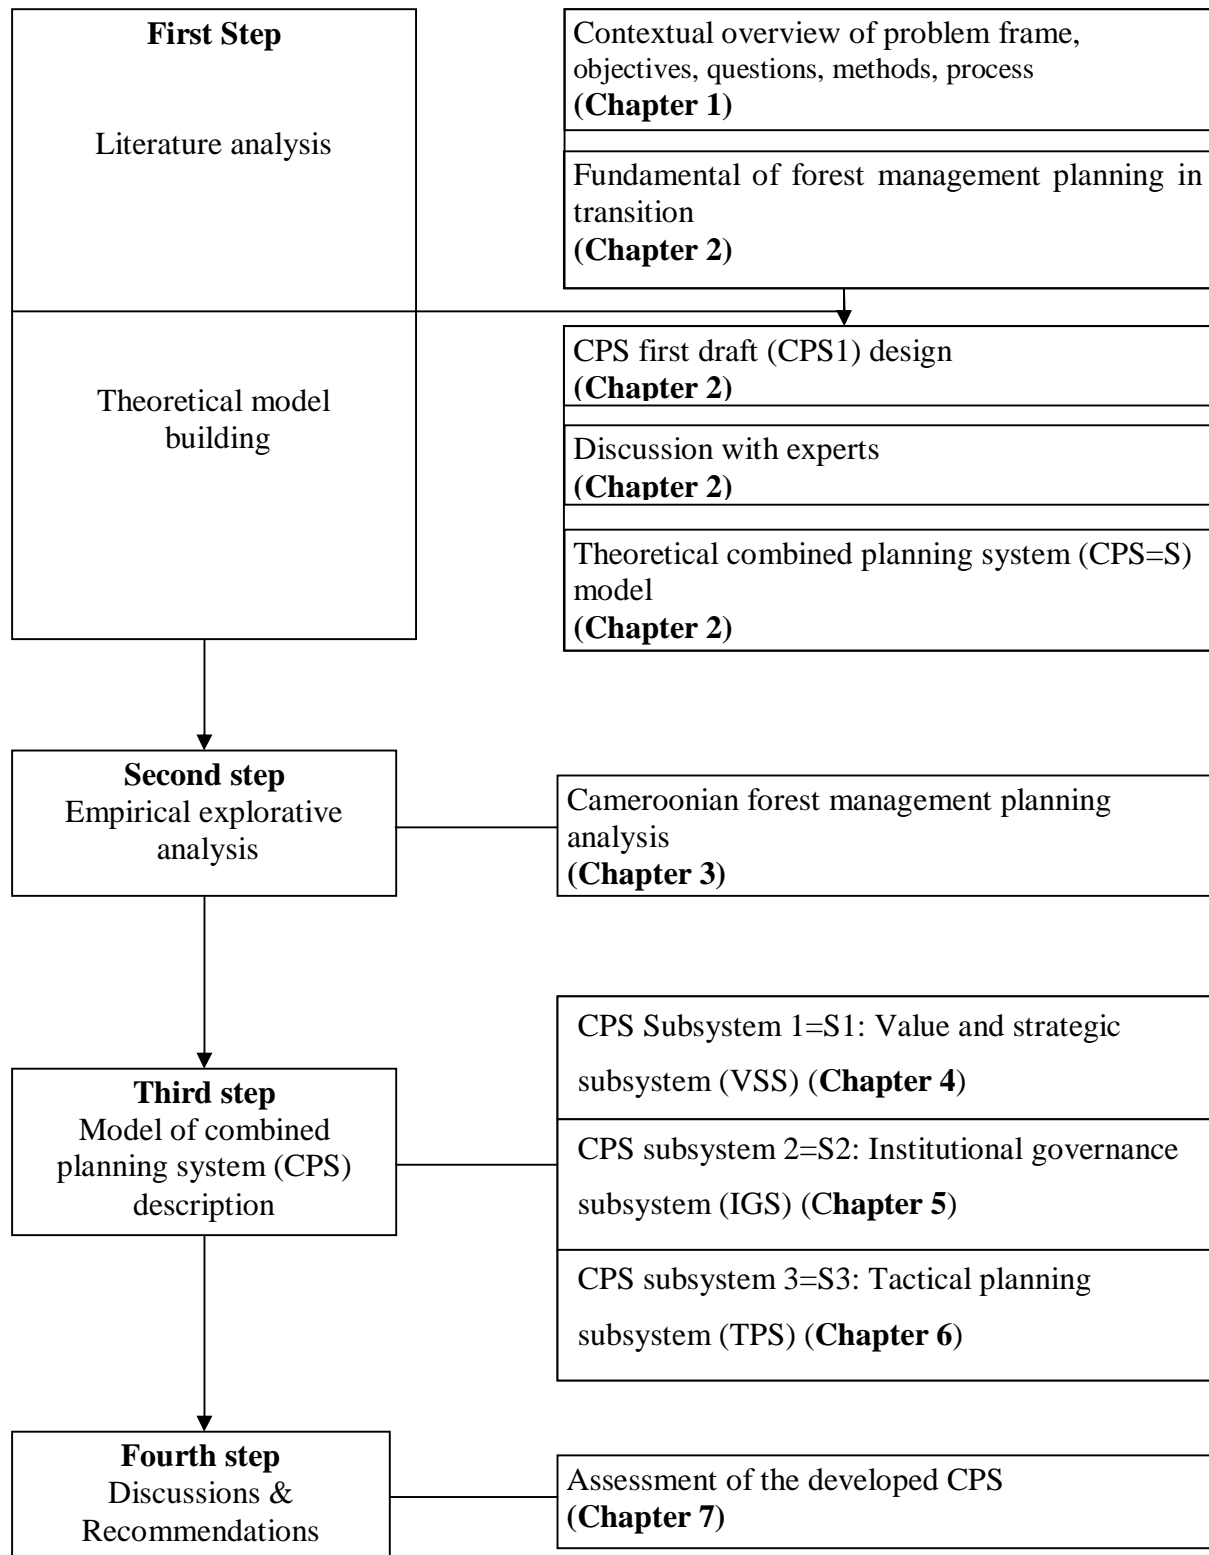 First Step
Literature analysis
Contextual overview of problem frame,
objectives, questions, methods, process
(Chapter 1)
Fundamental of forest management planning in
transition
(Chapter 2)
Theoretical model
building
CPS first draft (CPS1) design
(Chapter 2)
Discussion with experts
(Chapter 2)
Theoretical combined planning system (CPS=S)
model
(Chapter 2)
Second step
Empirical explorative
analysis
Cameroonian forest management planning
analysis
(Chapter 3)
Third step
Model of combined
planning system (CPS)
description
CPS Subsystem 1=S1: Value and strategic
subsystem (VSS) (Chapter 4)
CPS subsystem 2=S2: Institutional governance
subsystem (IGS) (Chapter 5)
CPS subsystem 3=S3: Tactical planning
subsystem (TPS) (Chapter 6)
Fourth step
Discussions &
Recommendations
Assessment of the developed CPS
(Chapter 7)